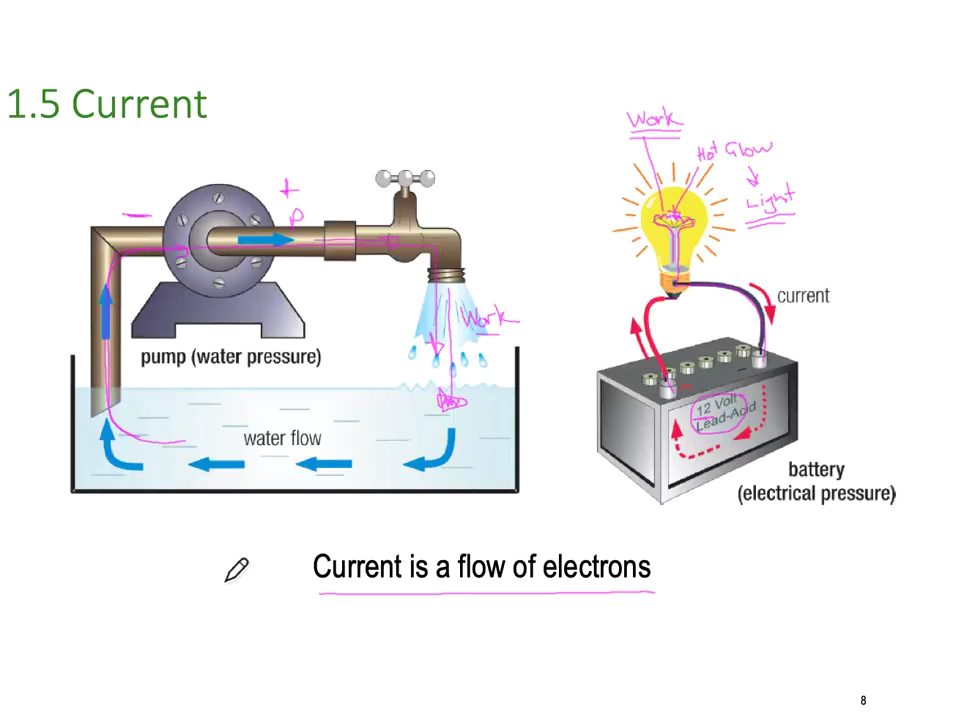 1.5 Current
Work
Hot Glow
Light
+
P
−
Work
current
pump (water pressure)
12 Volt
Lead-Acid
water flow
battery
(electrical pressure)
Current is a flow of electrons
8